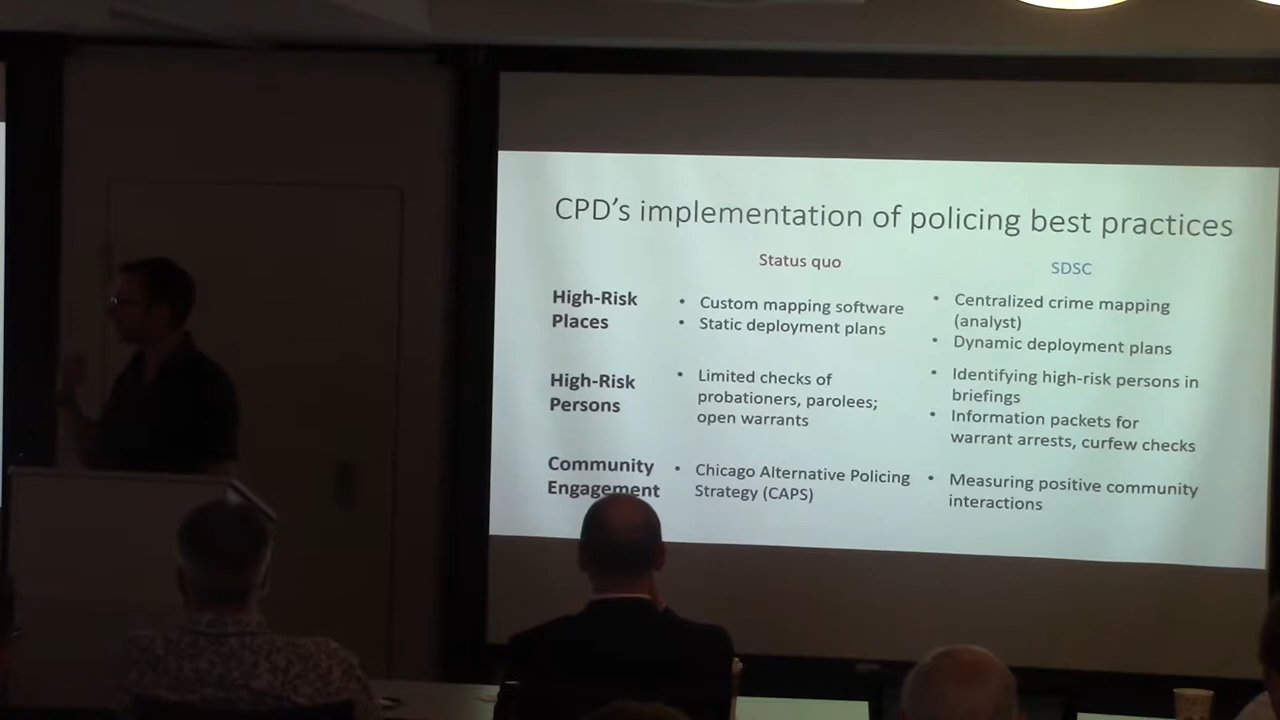 CPD's implementation of policing best practices
Status quo
SDSC
High-Risk
Places
• Custom mapping software
• Static deployment plans
• Centralized crime mapping
(analyst)
• Dynamic deployment plans
High-Risk
Persons
• Limited checks of
probationers, parolees;
open warrants
• Identifying high-risk persons in
briefings
• Information packets for
warrant arrests, curfew checks
Community
Engagement
• Chicago Alternative Policing
Strategy (CAPS)
• Measuring positive community
interactions